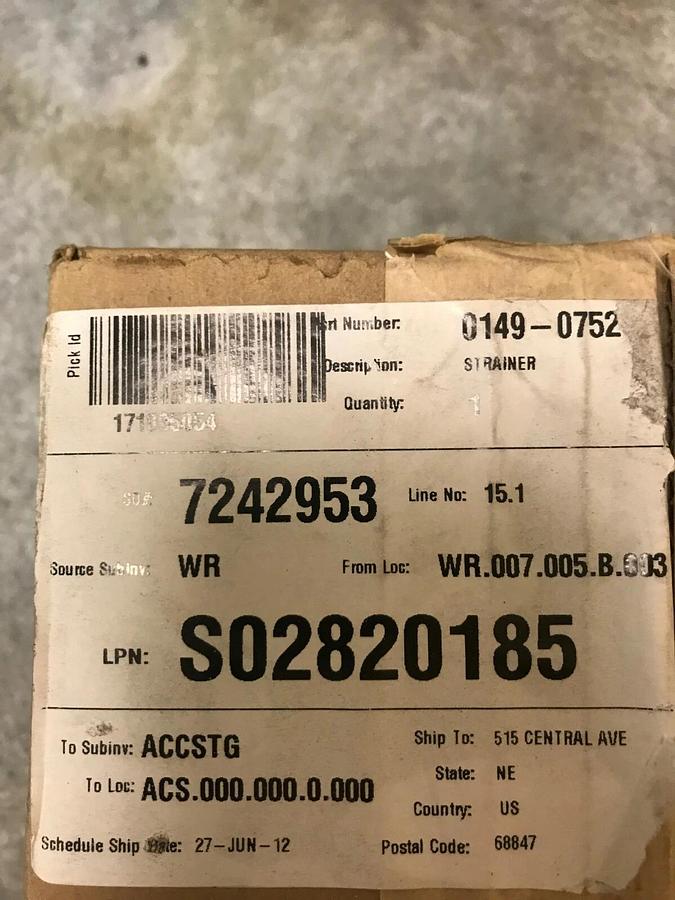 Pick Id
Part Number: 0149-0752
Description: STRAINER
Quantity: 1
SO#: 7242953 Line No: 15.1
Source Subinv: WR From Loc: WR.007.005.B.003
LPN: S02820185
To Subinv: ACCSTG Ship To: 515 CENTRAL AVE
To Loc: ACS.000.000.0.000 State: NE
Country: US
Schedule Ship Date: 27-JUN-12 Postal Code: 68847